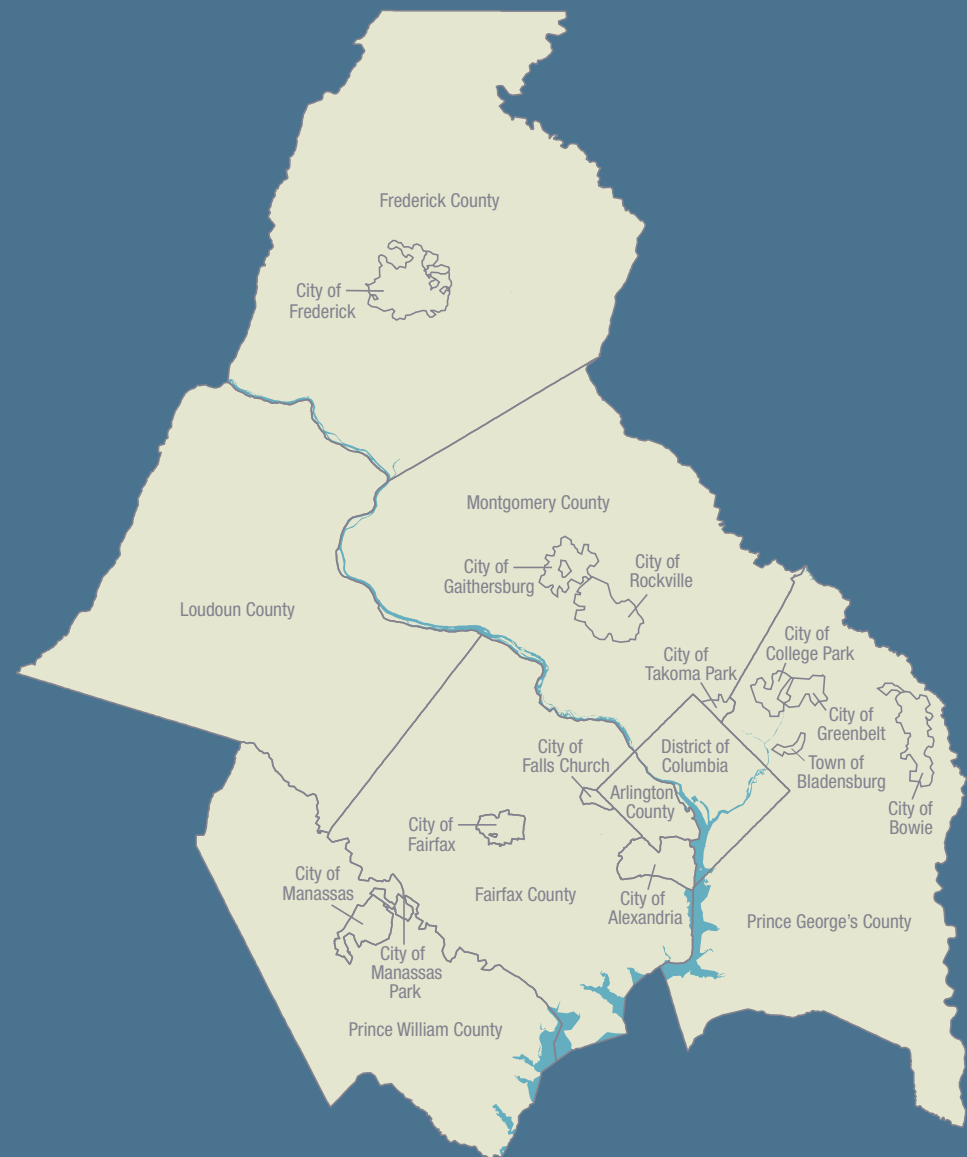 Frederick County
City of
Frederick
Montgomery County
City of
Gaithersburg
City of
Rockville
Loudoun County
City of
Takoma Park
City of
College Park
City of
Greenbelt
City of
Falls Church
District of
Columbia
Town of
Bladensburg
Arlington
County
City of
Bowie
City of
Fairfax
City of
Manassas
Fairfax County
City of
Alexandria
Prince George's County
City of
Manassas
Park
Prince William County